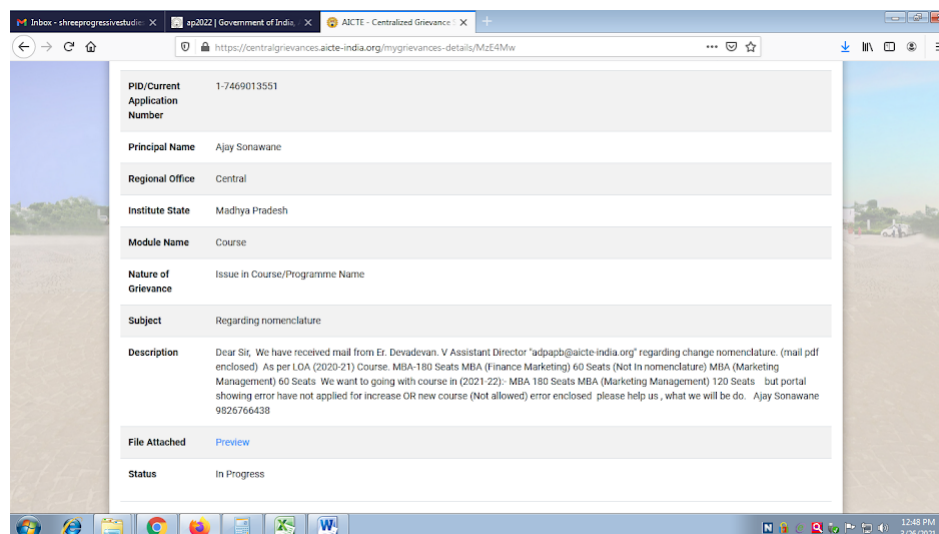 Inbox - shreeprogressivestudie
ap2022 | Government of India,
AICTE - Centralized Grievance
https://centralgrievances.aicte-india.org/mygrievances-details/MzE4Mw
PID/Current
Application
Number
1-7469013551
Principal Name Ajay Sonawane
Regional Office Central
Institute State Madhya Pradesh
Module Name Course
Nature of
Grievance
Issue in Course/Programme Name
Subject Regarding nomenclature
Description
Dear Sir, We have received mail from Er. Devadevan. V Assistant Director "adpapb@aicte-india.org" regarding change nomenclature. (mail pdf
enclosed) As per LOA (2020-21) Course. MBA-180 Seats MBA (Finance Marketing) 60 Seats (Not In nomenclature) MBA (Marketing
Management) 60 Seats We want to going with course in (2021-22):- MBA 180 Seats MBA (Marketing Management) 120 Seats but portal
showing error have not applied for increase OR new course (Not allowed) error enclosed please help us , what we will be do. Ajay Sonawane
9826766438
File Attached Preview
Status In Progress
12:48 PM
3/26/2021